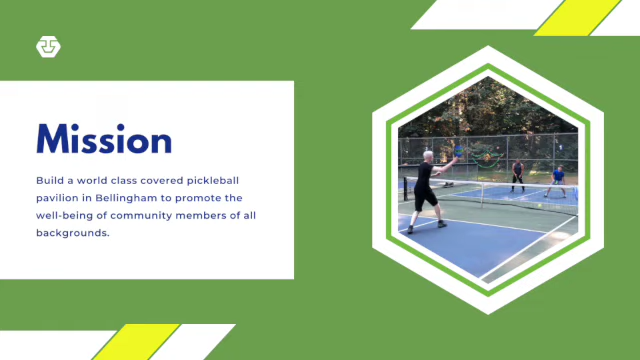 Mission
Build a world class covered pickleball
pavilion in Bellingham to promote the
well-being of community members of all
backgrounds.